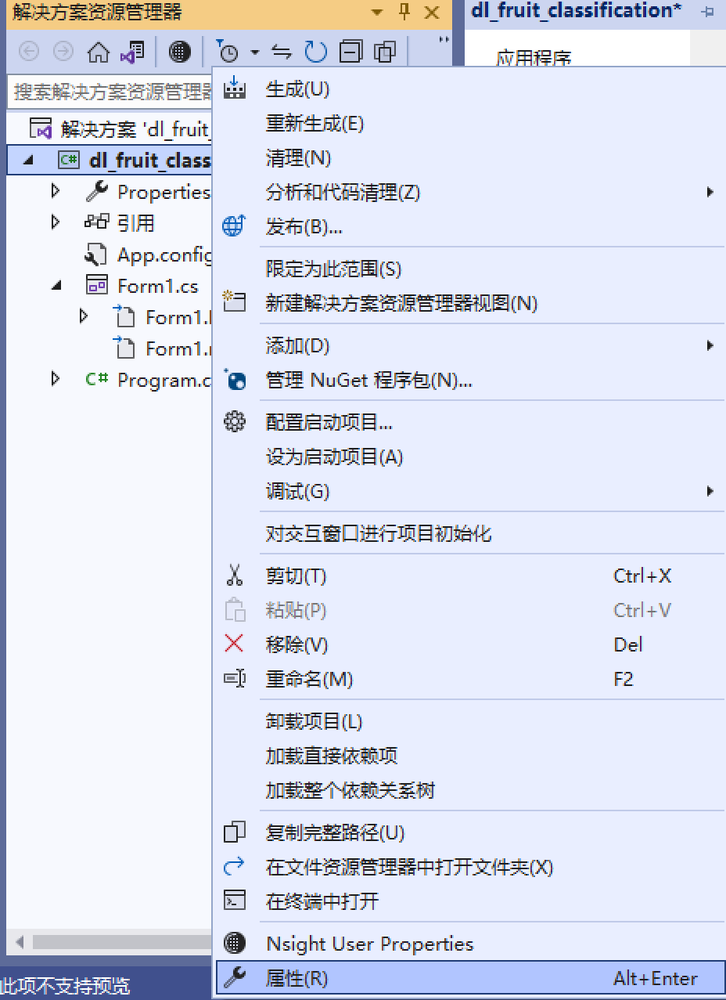 解决方案资源管理器
dl_fruit_classification*
应用程序
搜索解决方案资源管理器
解决方案 'dl_fruit_
dl_fruit_class
Properties
引用
App.config
Form1.cs
Form1.
Form1.
Program.c
生成(U)
重新生成(E)
清理(N)
分析和代码清理(Z)
发布(B)...
限定为此范围(S)
新建解决方案资源管理器视图(N)
添加(D)
管理 NuGet 程序包(N)...
配置启动项目...
设为启动项目(A)
调试(G)
对交互窗口进行项目初始化
剪切(T) Ctrl+X
粘贴(P) Ctrl+V
移除(V) Del
重命名(M) F2
卸载项目(L)
加载直接依赖项
加载整个依赖关系树
复制完整路径(U)
在文件资源管理器中打开文件夹(X)
在终端中打开
Nsight User Properties
属性(R) Alt+Enter
此项不支持预览